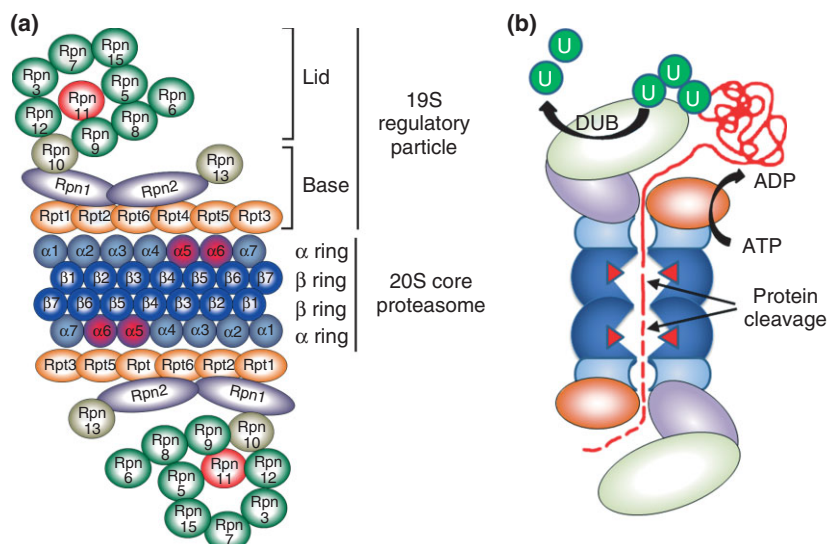 (a)
Rpn
7
Rpn
15
Rpn
3
Rpn
11
Rpn
5
Rpn
6
Rpn
12
Rpn
9
Rpn
8
Rpn
10
Rpn
13
Rpn1
Rpn2
Rpt1 Rpt2 Rpt6 Rpt4 Rpt5 Rpt3
Lid
Base
19S
regulatory
particle
α1 α2 α3 α4 α5 α6 α7
α ring
β1 β2 β3 β4 β5 β6 β7
β ring
β7 β6 β5 β4 β3 β2 β1
β ring
α7 α6 α5 α4 α3 α2 α1
α ring
20S core
proteasome
Rpt3 Rpt5 Rpt Rpt6 Rpt2 Rpt1
Rpn2
Rpn1
Rpn
13
Rpn
9
Rpn
10
Rpn
8
Rpn
6
Rpn
11
Rpn
12
Rpn
5
Rpn
3
Rpn
15
Rpn
7
(b)
U
U
U
U
U
DUB
ADP
ATP
Protein
cleavage